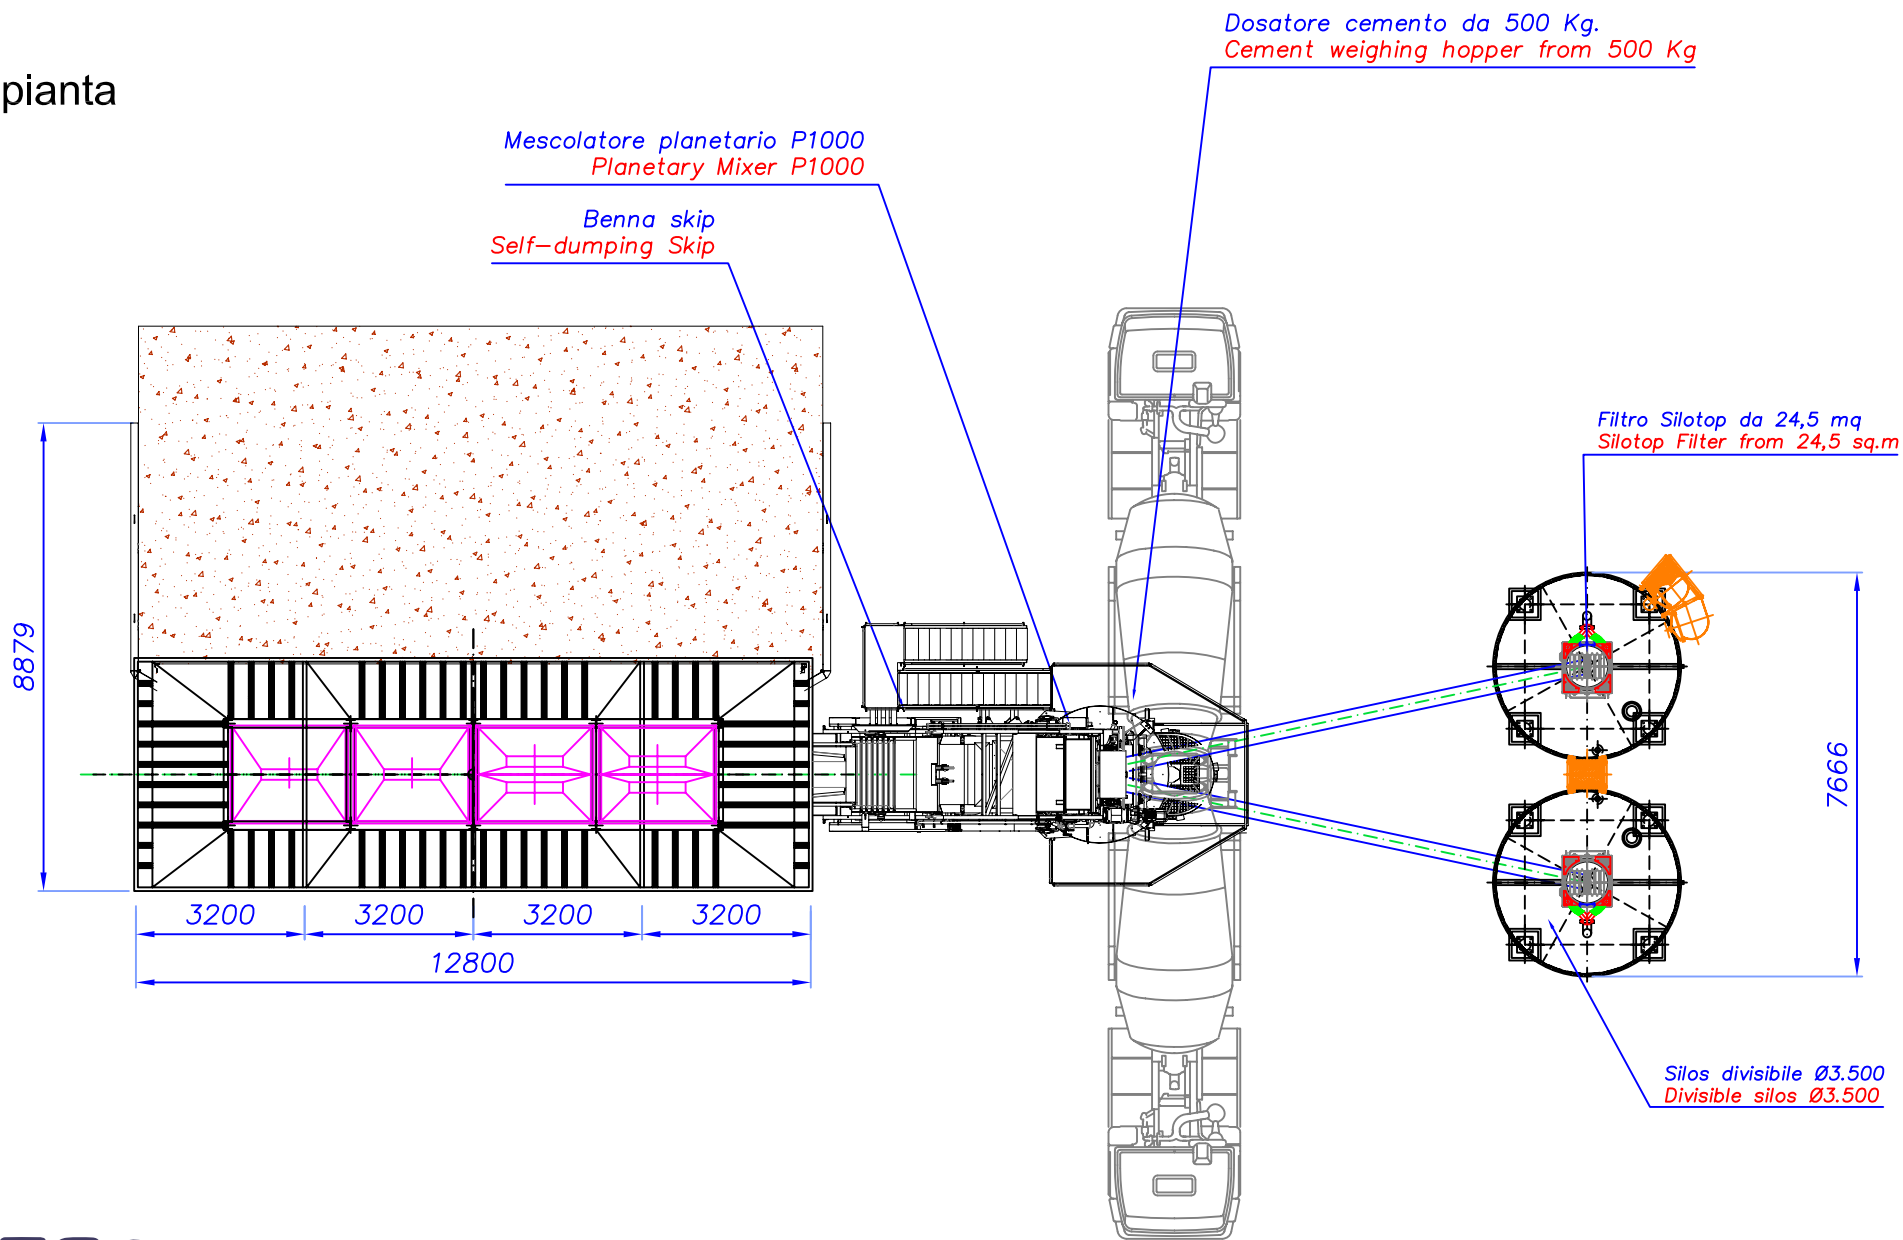 Dosatore cemento da 500 Kg.
Cement weighing hopper from 500 Kg
pianta
Mescolatore planetario P1000
Planetary Mixer P1000
Benna skip
Self-dumping Skip
Filtro Silotop da 24,5 mq
Silotop Filter from 24,5 sq.m
8879
7666
3200 3200 3200 3200
12800
Silos divisibile Ø3.500
Divisible silos Ø3.500